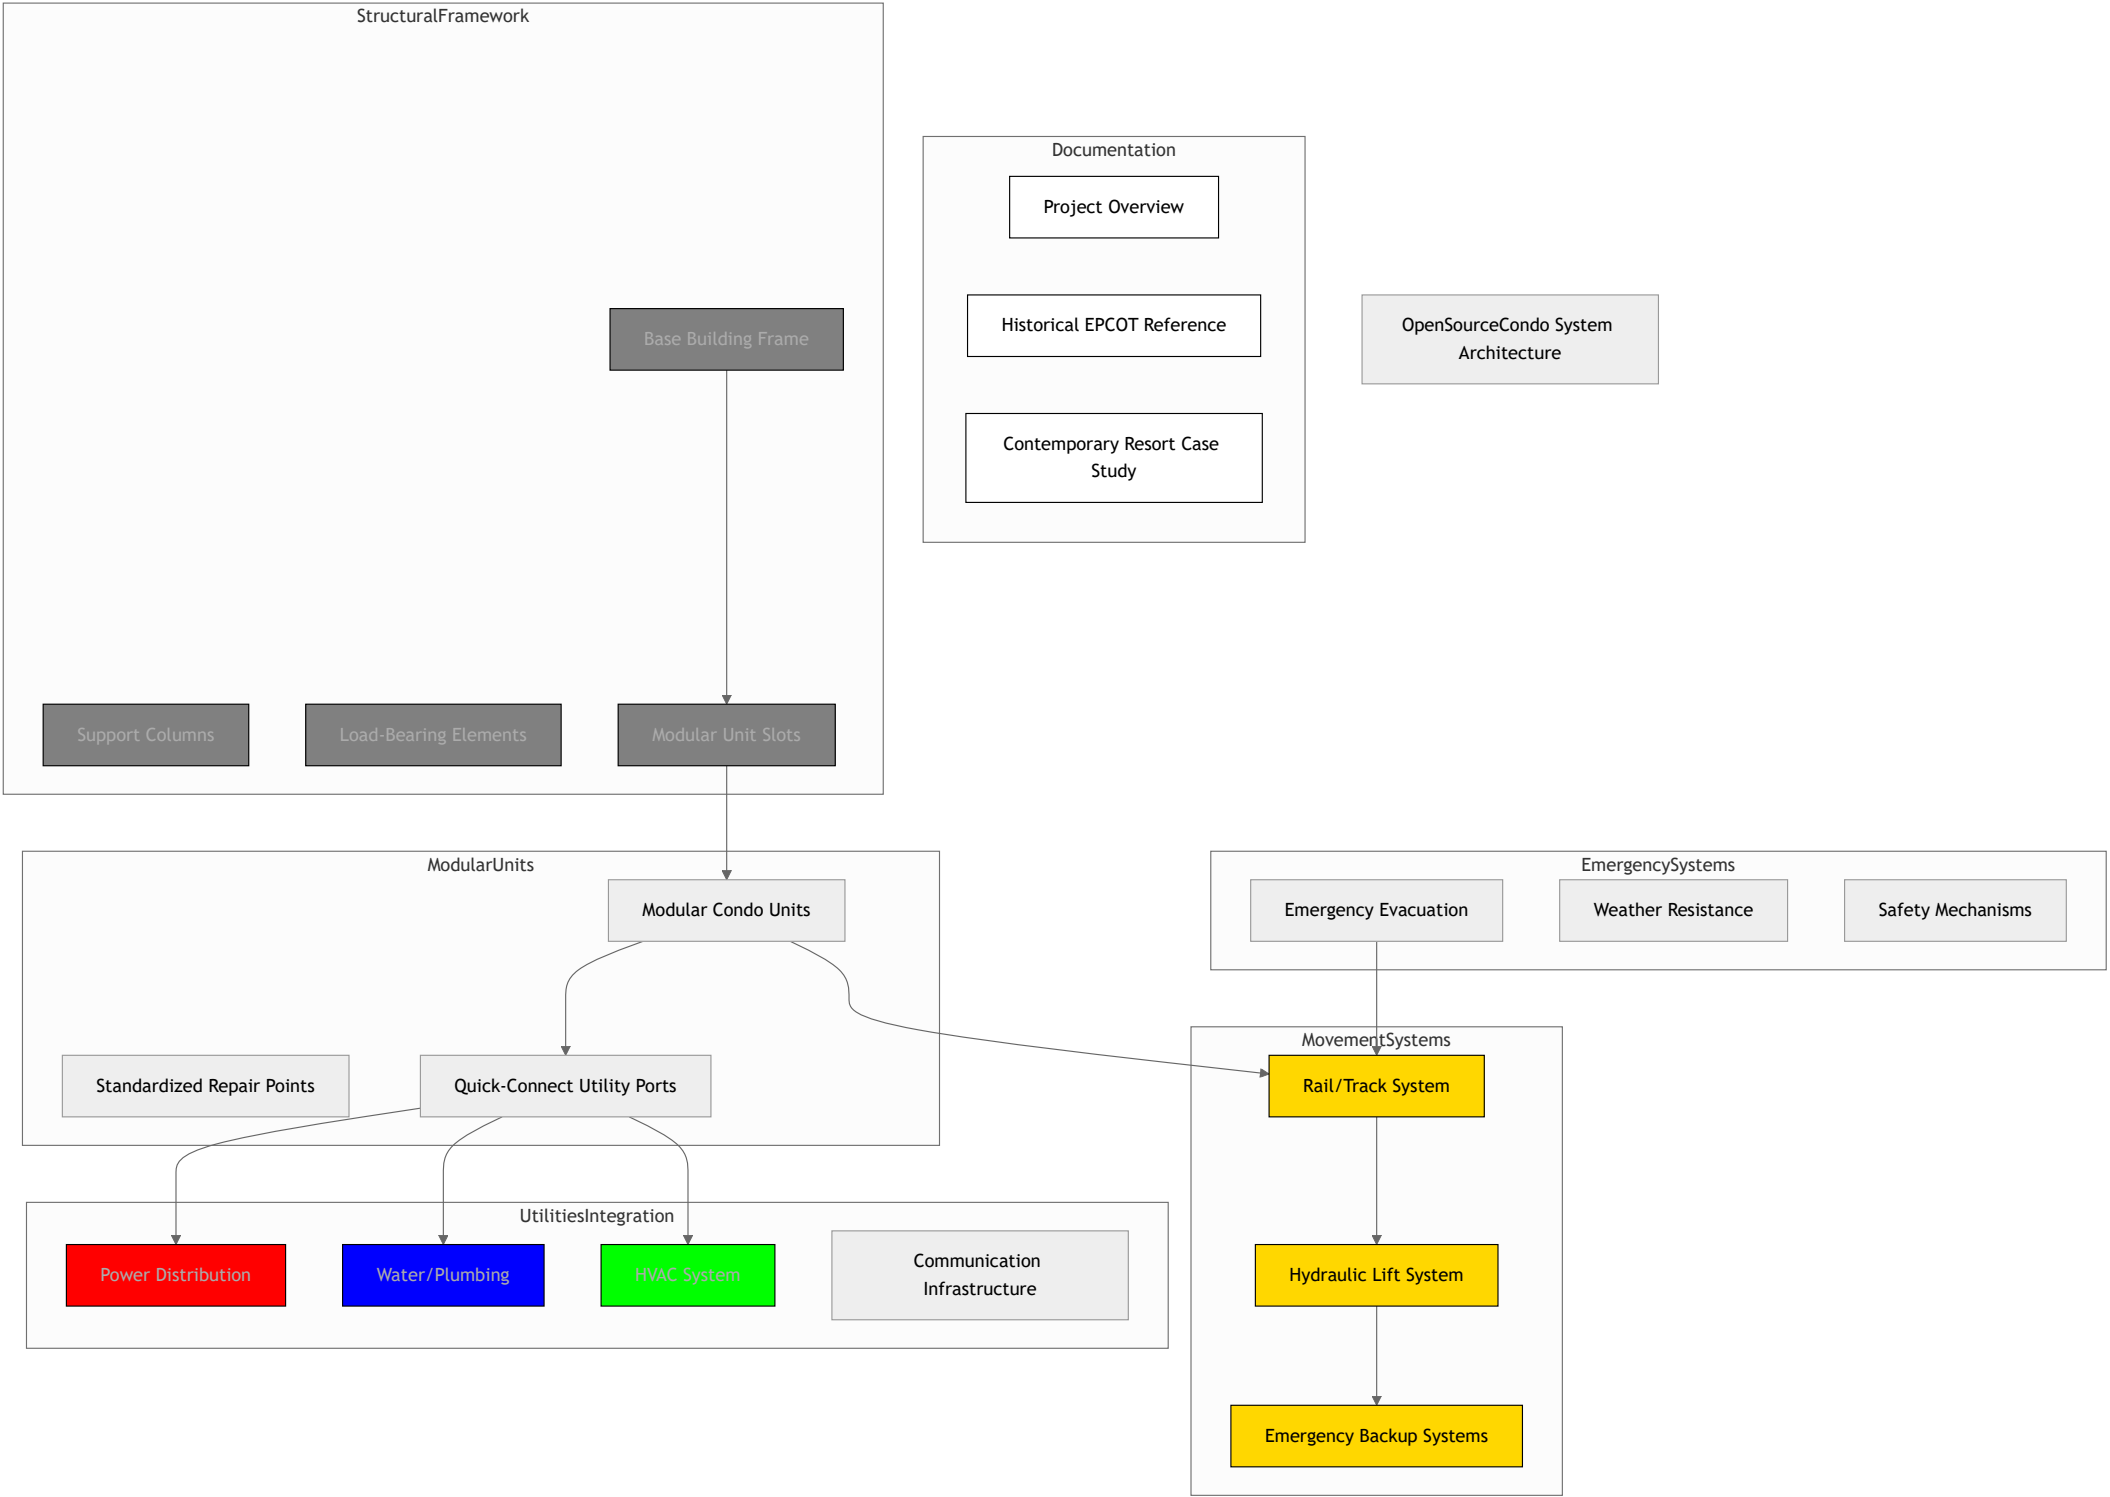 StructuralFramework
Base Building Frame
Support Columns
Load-Bearing Elements
Modular Unit Slots
Documentation
Project Overview
Historical EPCOT Reference
Contemporary Resort Case
Study
OpenSourceCondo System
Architecture
ModularUnits
Modular Condo Units
Standardized Repair Points
Quick-Connect Utility Ports
EmergencySystems
Emergency Evacuation
Weather Resistance
Safety Mechanisms
MovementSystems
Rail/Track System
Hydraulic Lift System
Emergency Backup Systems
UtilitiesIntegration
Power Distribution
Water/Plumbing
HVAC System
Communication
Infrastructure